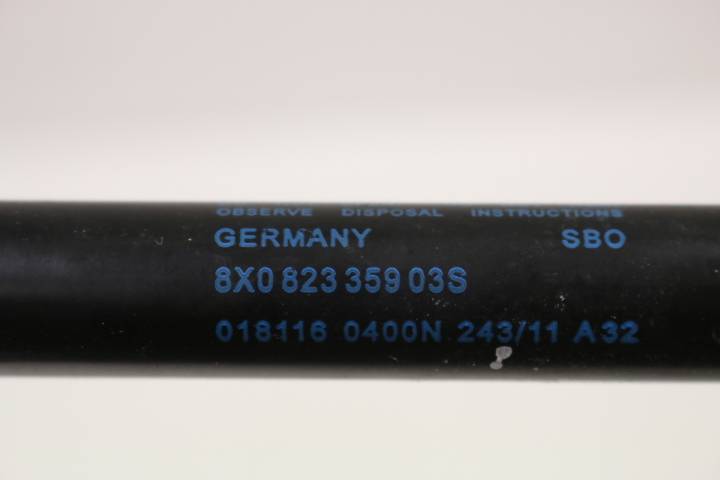 OBSERVE DISPOSAL INSTRUCTIONS
GERMANY SBO
8X0 823 359 03S
018116 0400N 243/11 A32